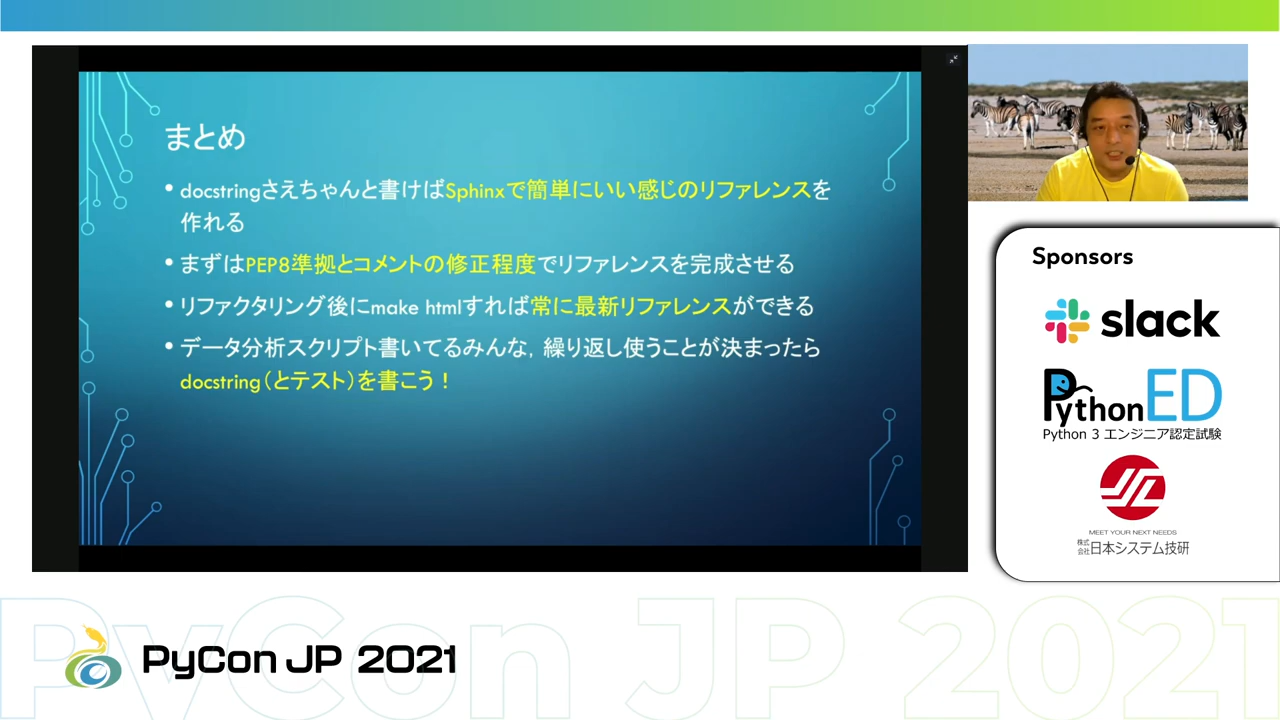 まとめ
• docstringさえちゃんと書けばSphinxで簡単にいい感じのリファレンスを
作れる
• まずはPEP8準拠とコメントの修正程度でリファレンスを完成させる
• リファクタリング後にmake htmlすれば常に最新リファレンスができる
• データ分析スクリプト書いてるみんな，繰り返し使うことが決まったら
docstring（とテスト）を書こう！
Sponsors
slack
PythonED
Python 3 エンジニア認定試験
MEET YOUR NEXT NEEDS
株式会社日本システム技研
PyCon JP 2021
PyCon JP 2021